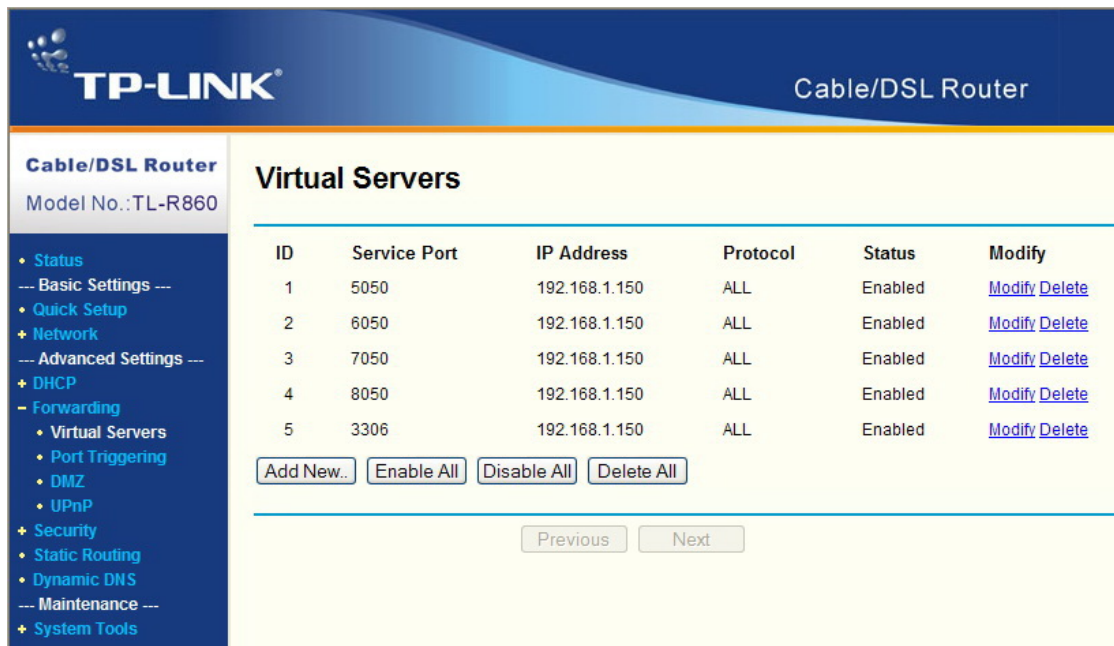 TP-LINK®
Cable/DSL Router
Cable/DSL Router
Model No.:TL-R860
• Status
--- Basic Settings ---
• Quick Setup
+ Network
--- Advanced Settings ---
+ DHCP
– Forwarding
• Virtual Servers
• Port Triggering
• DMZ
• UPnP
+ Security
• Static Routing
• Dynamic DNS
--- Maintenance ---
+ System Tools
Virtual Servers
ID Service Port IP Address Protocol Status Modify
1 5050 192.168.1.150 ALL Enabled Modify Delete
2 6050 192.168.1.150 ALL Enabled Modify Delete
3 7050 192.168.1.150 ALL Enabled Modify Delete
4 8050 192.168.1.150 ALL Enabled Modify Delete
5 3306 192.168.1.150 ALL Enabled Modify Delete
Add New.. Enable All Disable All Delete All
Previous Next